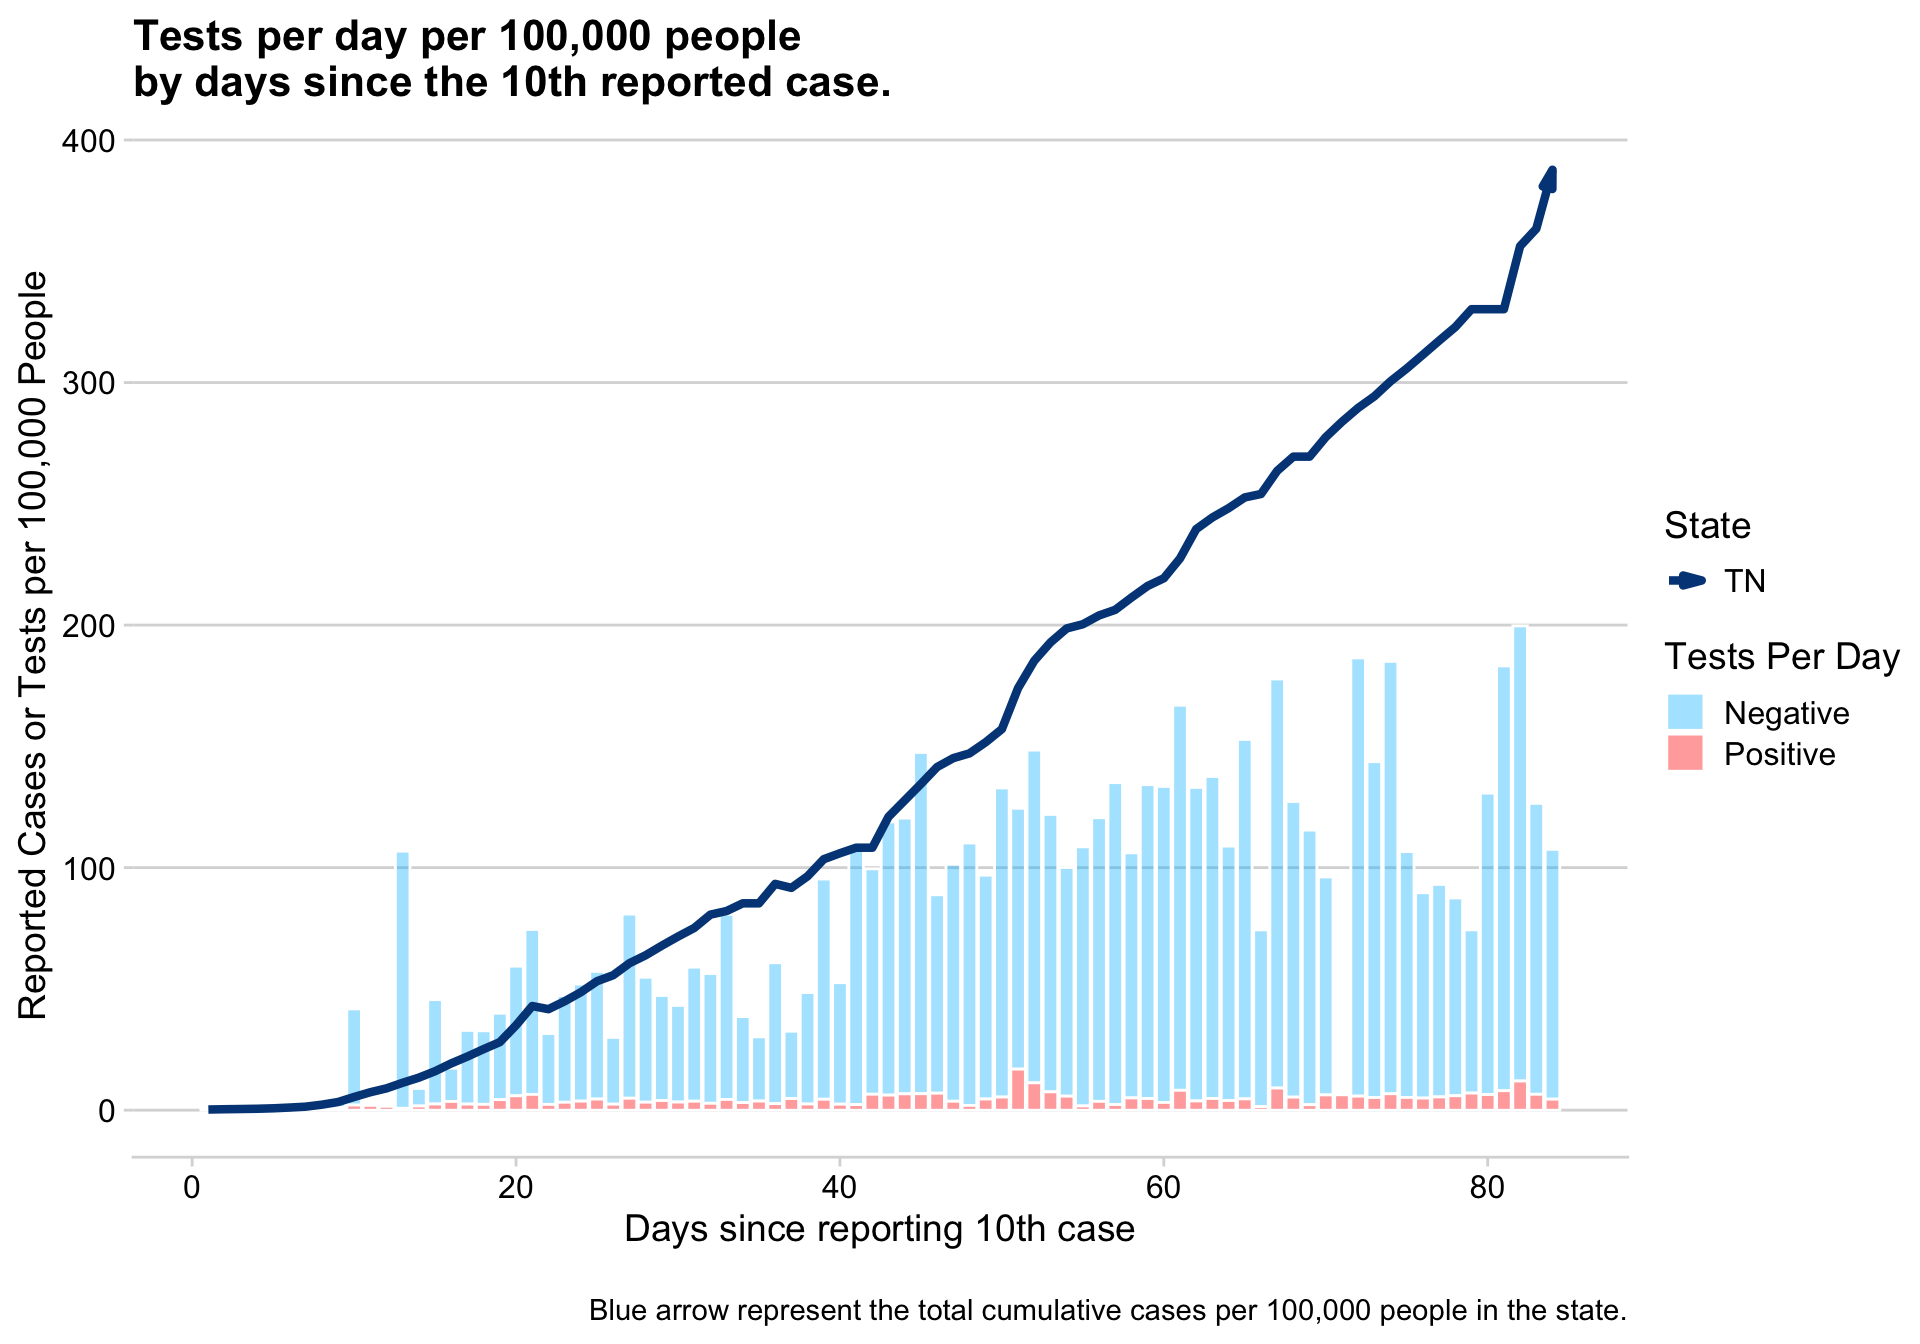 Tests per day per 100,000 people
by days since the 10th reported case.
Reported Cases or Tests per 100,000 People
400
300
200
100
0
0
20
40
60
80
Days since reporting 10th case
State
TN
Tests Per Day
Negative
Positive
Blue arrow represent the total cumulative cases per 100,000 people in the state.